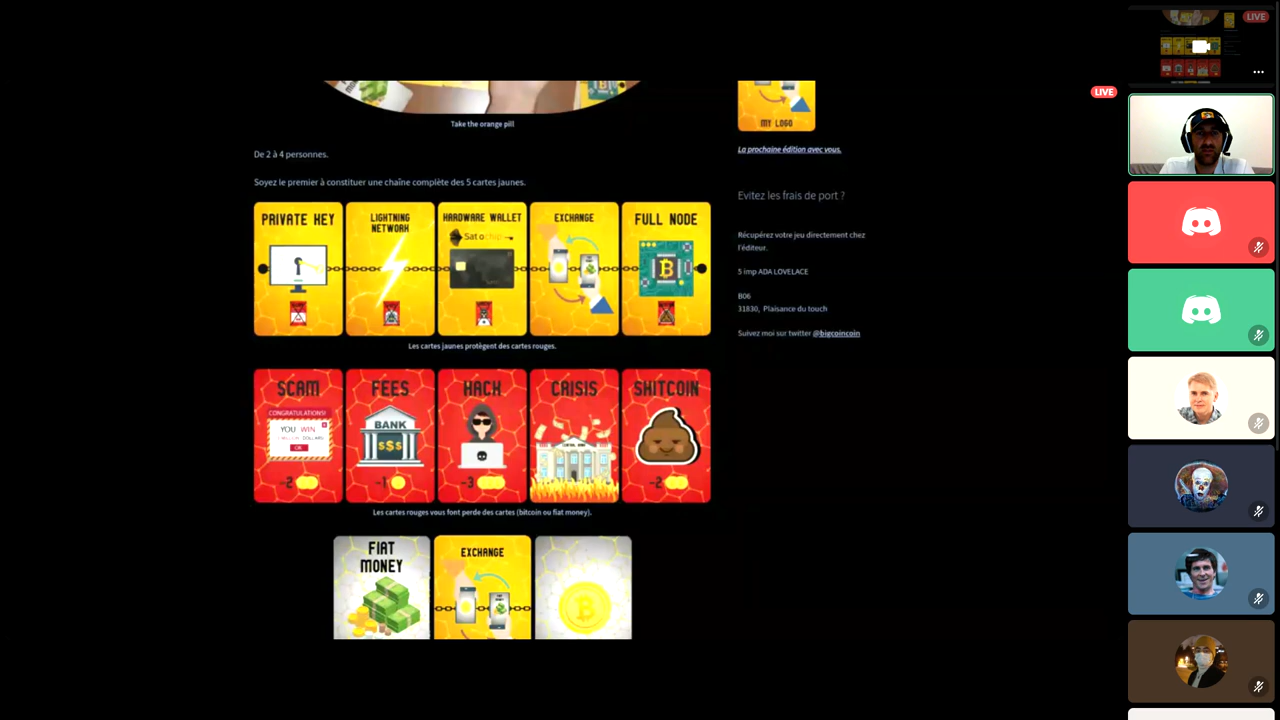 LIVE
LIVE
MY LOGO
Take the orange pill
La prochaine édition avec vous.
De 2 à 4 personnes.
Soyez le premier à constituer une chaîne complète des 5 cartes jaunes.
Evitez les frais de port ?
PRIVATE KEY
LIGHTNING
NETWORK
HARDWARE WALLET
Satochip
EXCHANGE
FULL NODE
Récupérez votre jeu directement chez
l'éditeur.
5 imp ADA LOVELACE
B06
31830, Plaisance du touch
Suivez moi sur twitter @bigcoincoin
Les cartes jaunes protègent des cartes rouges.
SCAM
CONGRATULATIONS!
YOU WIN
DOLLARS
OK
-2
FEES
BANK
$$$
-1
HACK
-3
CRISIS
SHITCOIN
-2
Les cartes rouges vous font perde des cartes (bitcoin ou fiat money).
FIAT
MONEY
EXCHANGE